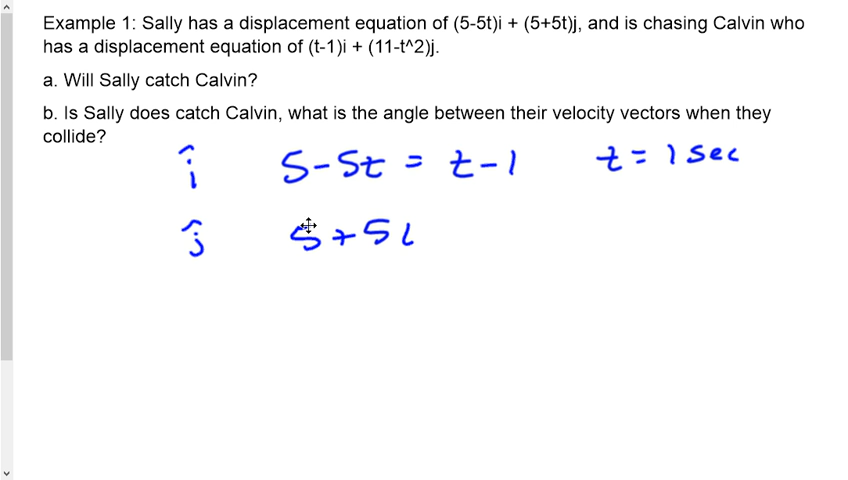 Example 1: Sally has a displacement equation of (5-5t)i + (5+5t)j, and is chasing Calvin who
has a displacement equation of (t-1)i + (11-t^2)j.
a. Will Sally catch Calvin?
b. Is Sally does catch Calvin, what is the angle between their velocity vectors when they
collide?
î 5-5t = t-1 t = 1 sec
ĵ 5+5